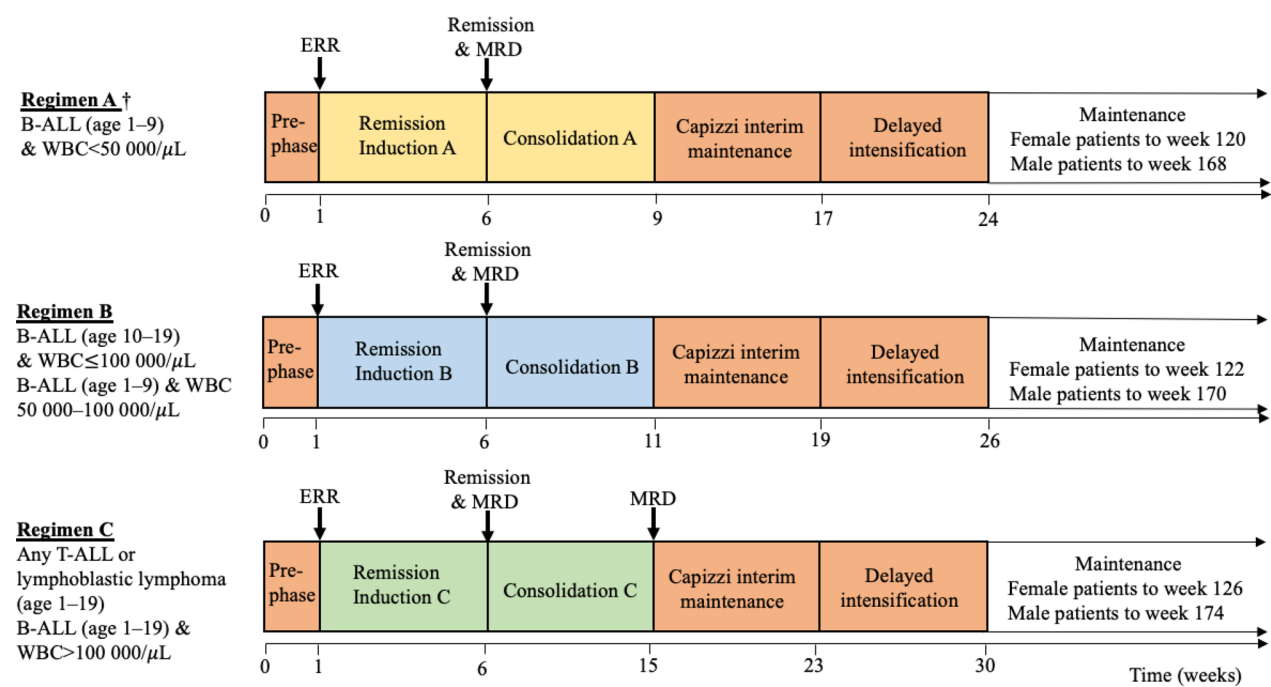 Remission
& MRD
ERR
Regimen A †
B-ALL (age 1–9)
& WBC<50 000/μL
Pre-
phase
Remission
Induction A
Consolidation A
Capizzi interim
maintenance
Delayed
intensification
Maintenance
Female patients to week 120
Male patients to week 168
0 1 6 9 17 24
Remission
& MRD
ERR
Regimen B
B-ALL (age 10–19)
& WBC≤100 000/μL
B-ALL (age 1–9) & WBC
50 000–100 000/μL
Pre-
phase
Remission
Induction B
Consolidation B
Capizzi interim
maintenance
Delayed
intensification
Maintenance
Female patients to week 122
Male patients to week 170
0 1 6 11 19 26
Remission
& MRD
ERR
MRD
Regimen C
Any T-ALL or
lymphoblastic lymphoma
(age 1–19)
B-ALL (age 1–19) &
WBC>100 000/μL
Pre-
phase
Remission
Induction C
Consolidation C
Capizzi interim
maintenance
Delayed
intensification
Maintenance
Female patients to week 126
Male patients to week 174
0 1 6 15 23 30
Time (weeks)